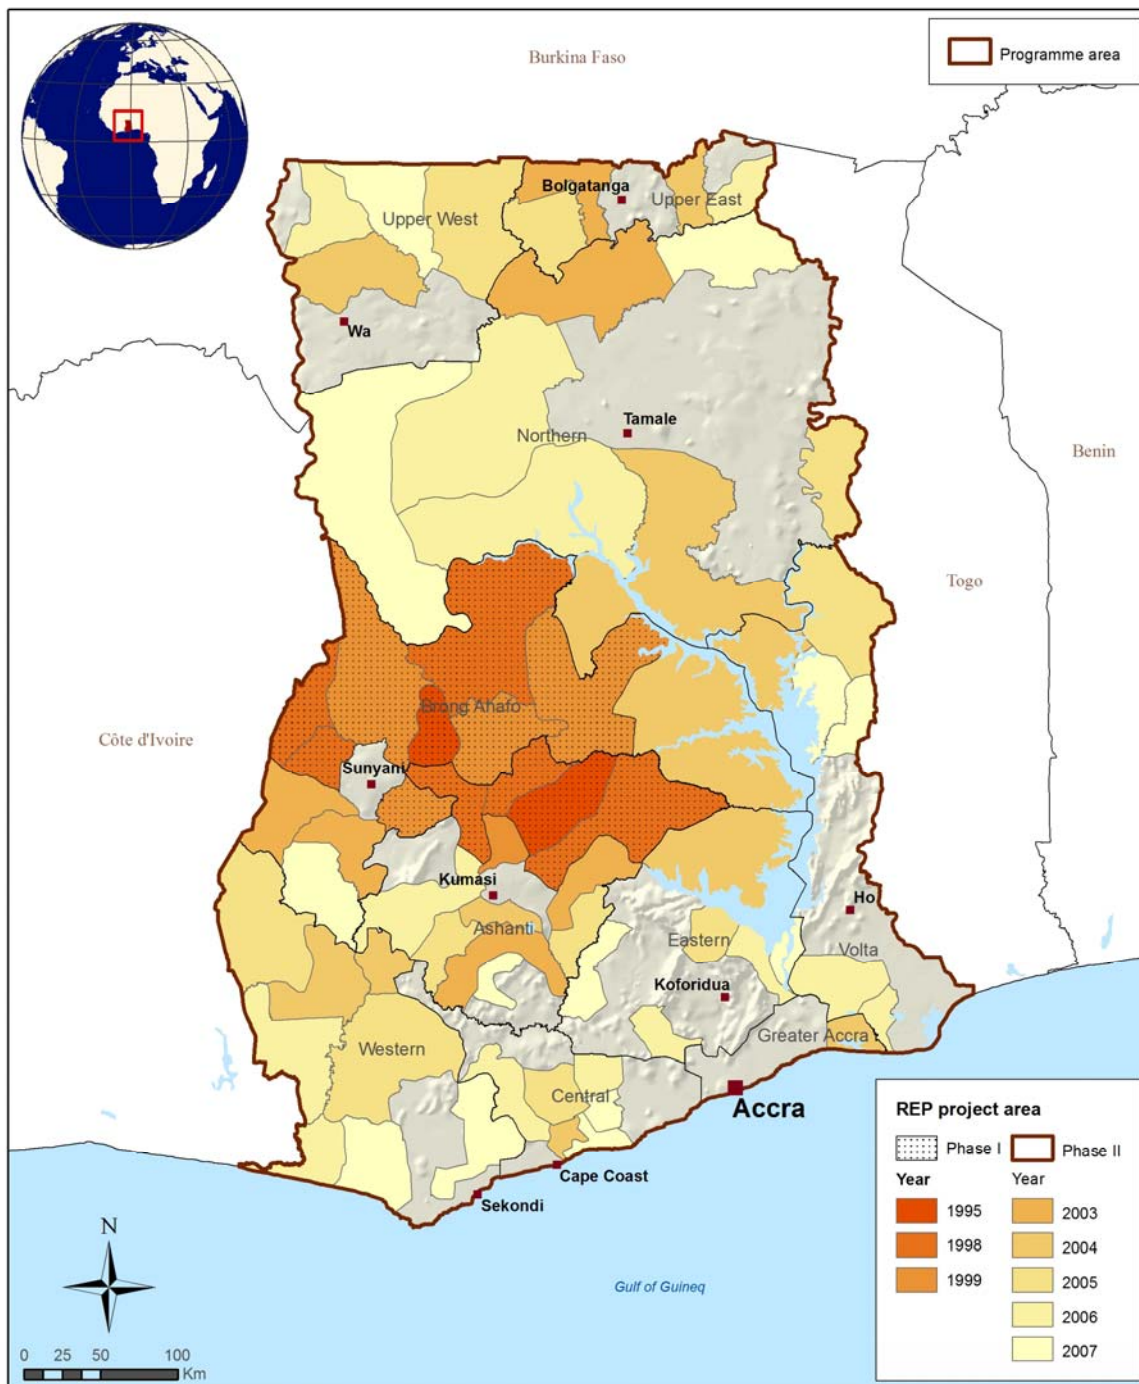 Burkina Faso
Programme area
Bolgatanga
Upper East
Upper West
Wa
Tamale
Northern
Benin
Togo
Brong Ahafo
Côte d'Ivoire
Sunyani
Kumasi
Ho
Ashanti
Eastern
Volta
Koforidua
Greater Accra
Western
Central
Accra
Cape Coast
Sekondi
Gulf of Guineq
REP project area
Phase I
Phase II
Year
Year
1995
2003
1998
2004
1999
2005
2006
2007
N
0 25 50 100
Km